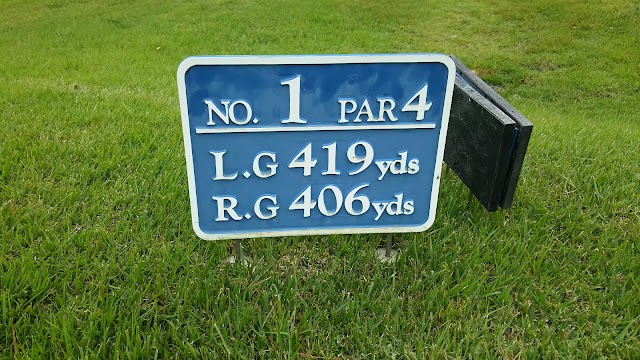 NO. 1 PAR 4
L.G 419yds
R.G 406yds